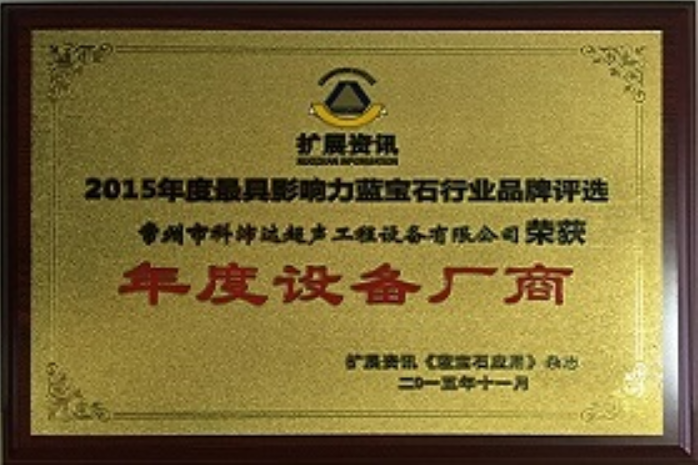 扩展资讯
2015年度最具影响力蓝宝石行业品牌评选
常州市科沛达超声工程设备有限公司荣获
年度设备厂商
扩展资讯《蓝宝石应用》杂志
二0一五年十一月